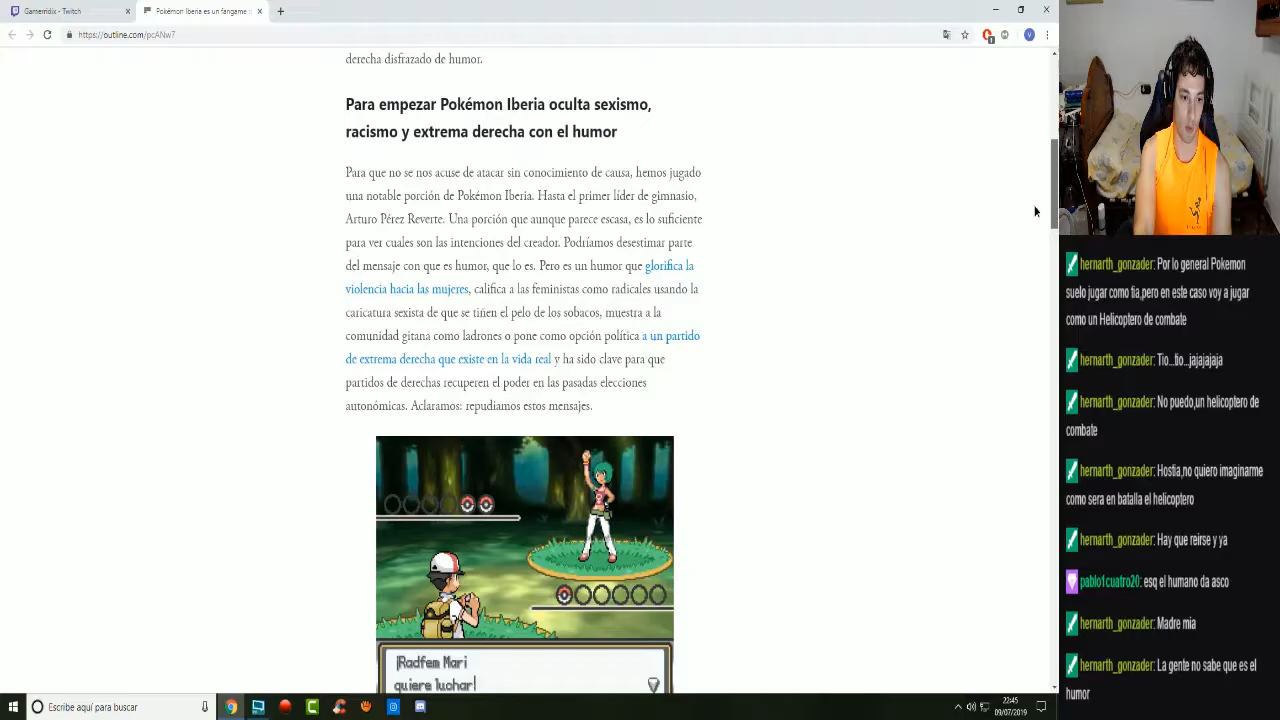 Gamerridix - Twitch
Pokémon Iberia es un fangame
https://outline.com/pcANw7
derecha disfrazado de humor.
Para empezar Pokémon Iberia oculta sexismo,
racismo y extrema derecha con el humor
Para que no se nos acuse de atacar sin conocimiento de causa, hemos jugado
una notable porción de Pokémon Iberia. Hasta el primer líder de gimnasio,
Arturo Pérez Reverte. Una porción que aunque parece escasa, es lo suficiente
para ver cuales son las intenciones del creador. Podríamos desestimar parte
del mensaje con que es humor, que lo es. Pero es un humor que glorifica la
violencia hacia las mujeres, califica a las feministas como radicales usando la
caricatura sexista de que se tiñen el pelo de los sobacos, muestra a la
comunidad gitana como ladrones o pone como opción política a un partido
de extrema derecha que existe en la vida real y ha sido clave para que
partidos de derechas recuperen el poder en las pasadas elecciones
autonómicas. Aclaramos: repudiamos estos mensajes.
¡Radfem Mari
quiere luchar!
hernarth_gonzader: Por lo general Pokemon
suelo jugar como tia,pero en este caso voy a jugar
como un Helicoptero de combate
hernarth_gonzader: Tio...tio...jajajajaja
hernarth_gonzader: No puedo,un helicoptero de
combate
hernarth_gonzader: Hostia,no quiero imaginarme
como sera en batalla el helicoptero
hernarth_gonzader: Hay que reirse y ya
pablo1cuatro20: esq el humano da asco
hernarth_gonzader: Madre mia
hernarth_gonzader: La gente no sabe que es el
humor
Escribe aquí para buscar
22:45
09/07/2019